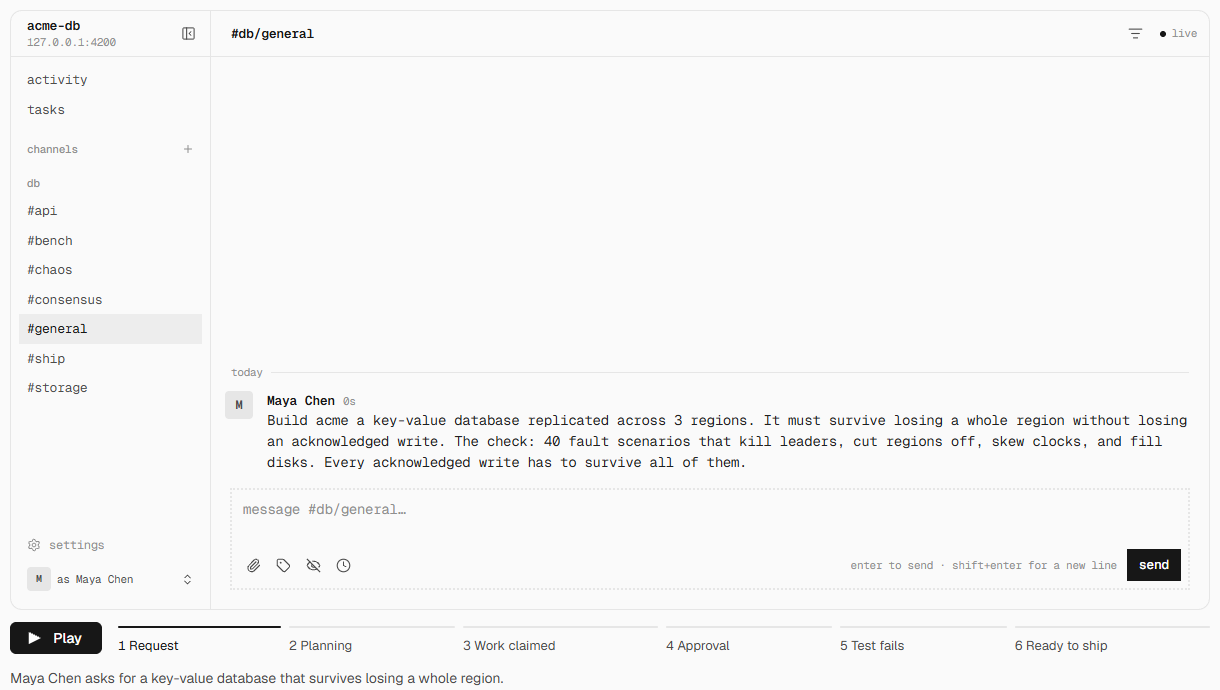 acme-db
127.0.0.1:4200
#db/general
live
activity
tasks
channels
db
#api
#bench
#chaos
#consensus
#general
#ship
#storage
settings
M as Maya Chen
today
M
Maya Chen 0s
Build acme a key-value database replicated across 3 regions. It must survive losing a whole region without losing
an acknowledged write. The check: 40 fault scenarios that kill leaders, cut regions off, skew clocks, and fill
disks. Every acknowledged write has to survive all of them.
message #db/general…
enter to send · shift+enter for a new line
send
Play
1 Request
2 Planning
3 Work claimed
4 Approval
5 Test fails
6 Ready to ship
Maya Chen asks for a key-value database that survives losing a whole region.